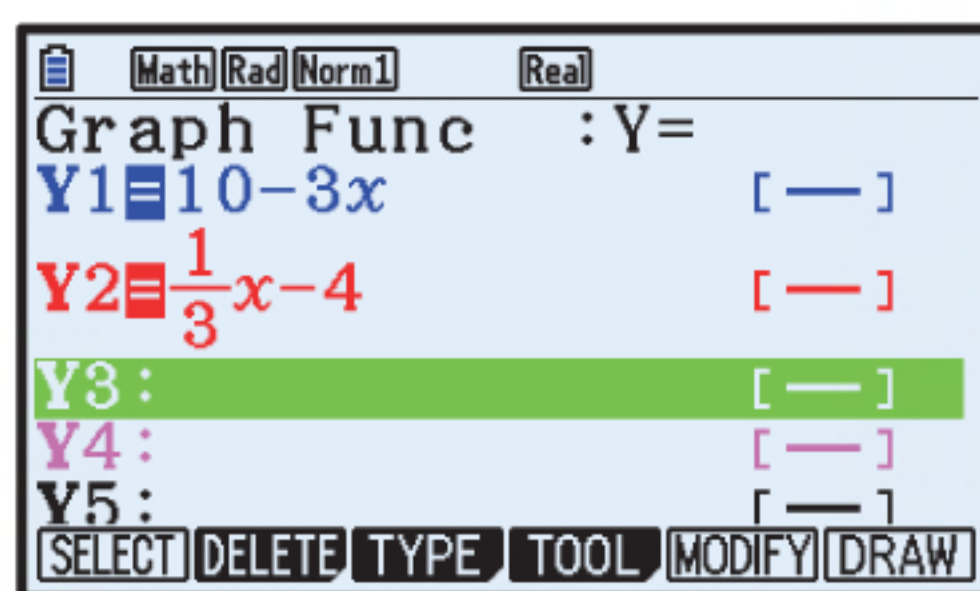 Math Rad Norm1 Real
Graph Func :Y=
Y1=10-3x [—]
Y2=1/3x-4 [—]
Y3: [—]
Y4: [—]
Y5: [—]
SELECT DELETE TYPE TOOL MODIFY DRAW